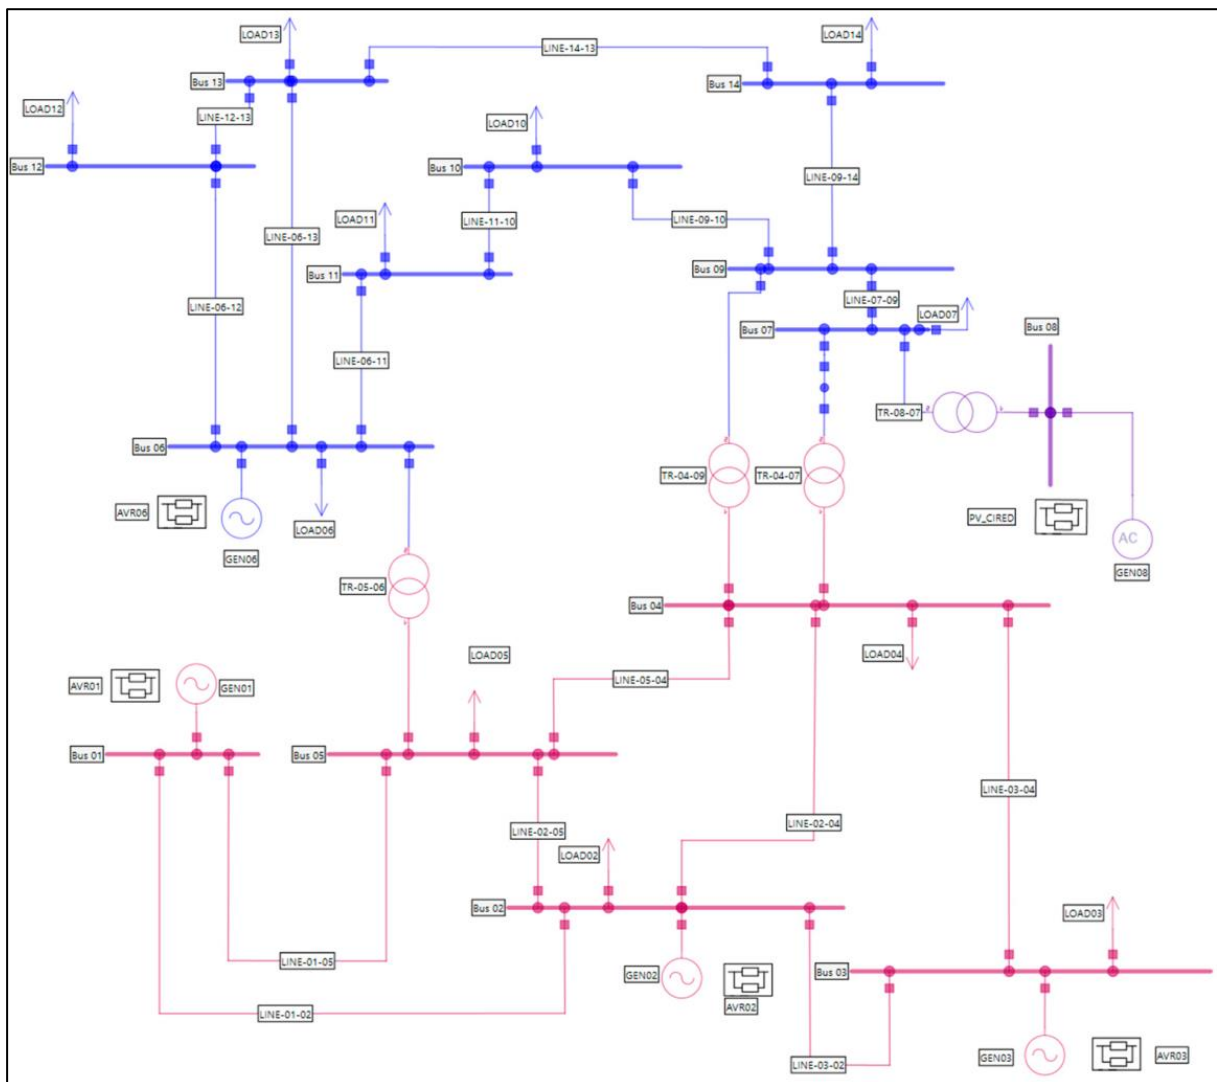 LOAD13
LINE-14-13
LOAD14
Bus 13
Bus 14
LOAD12
LINE-12-13
LOAD10
Bus 12
Bus 10
LINE-09-14
LOAD11
LINE-11-10
LINE-09-10
LINE-06-13
Bus 09
Bus 11
LINE-07-09
LINE-06-12
LOAD07
Bus 07
Bus 08
LINE-06-11
TR-08-07
Bus 06
TR-04-09
TR-04-07
AVR06
PV_CIRED
LOAD06
AC
GEN06
GEN08
TR-05-06
Bus 04
LOAD05
LOAD04
LINE-05-04
AVR01
GEN01
Bus 01
Bus 05
LINE-03-04
LINE-02-04
LINE-02-05
LOAD02
Bus 02
LOAD03
LINE-01-05
Bus 03
GEN02
AVR02
LINE-01-02
GEN03
AVR03
LINE-03-02